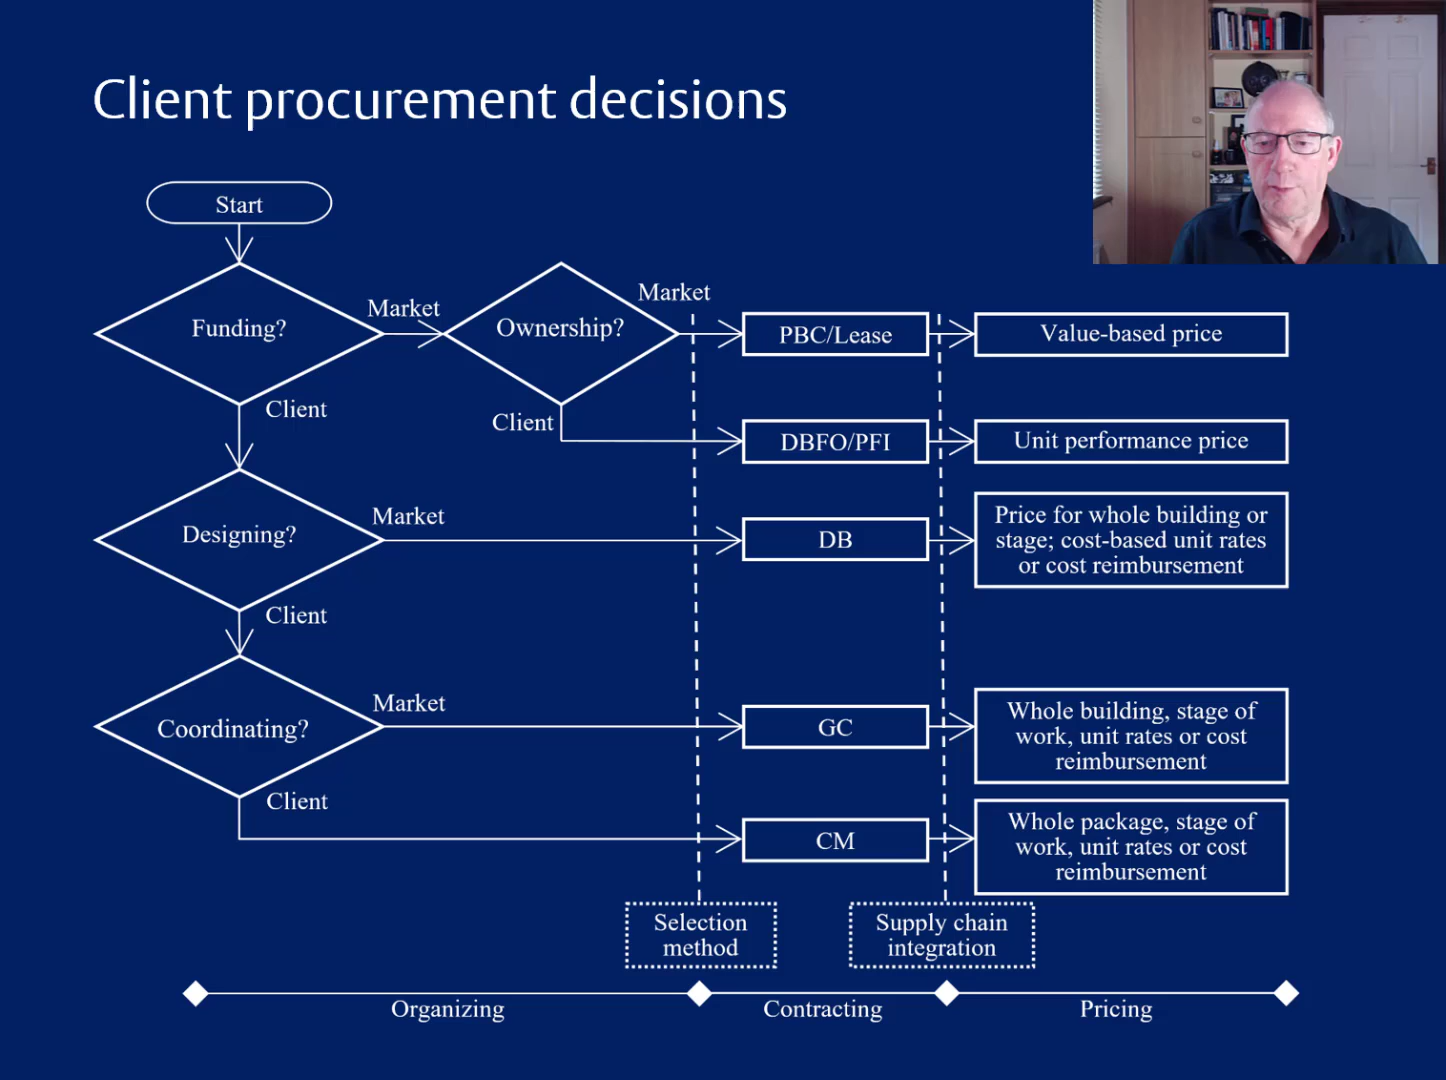 Client procurement decisions
Start
Funding?
Market
Ownership?
Market
PBC/Lease
Value-based price
Client
Client
DBFO/PFI
Unit performance price
Designing?
Market
DB
Price for whole building or
stage; cost-based unit rates
or cost reimbursement
Client
Coordinating?
Market
GC
Whole building, stage of
work, unit rates or cost
reimbursement
Client
CM
Whole package, stage of
work, unit rates or cost
reimbursement
Selection
method
Supply chain
integration
Organizing
Contracting
Pricing